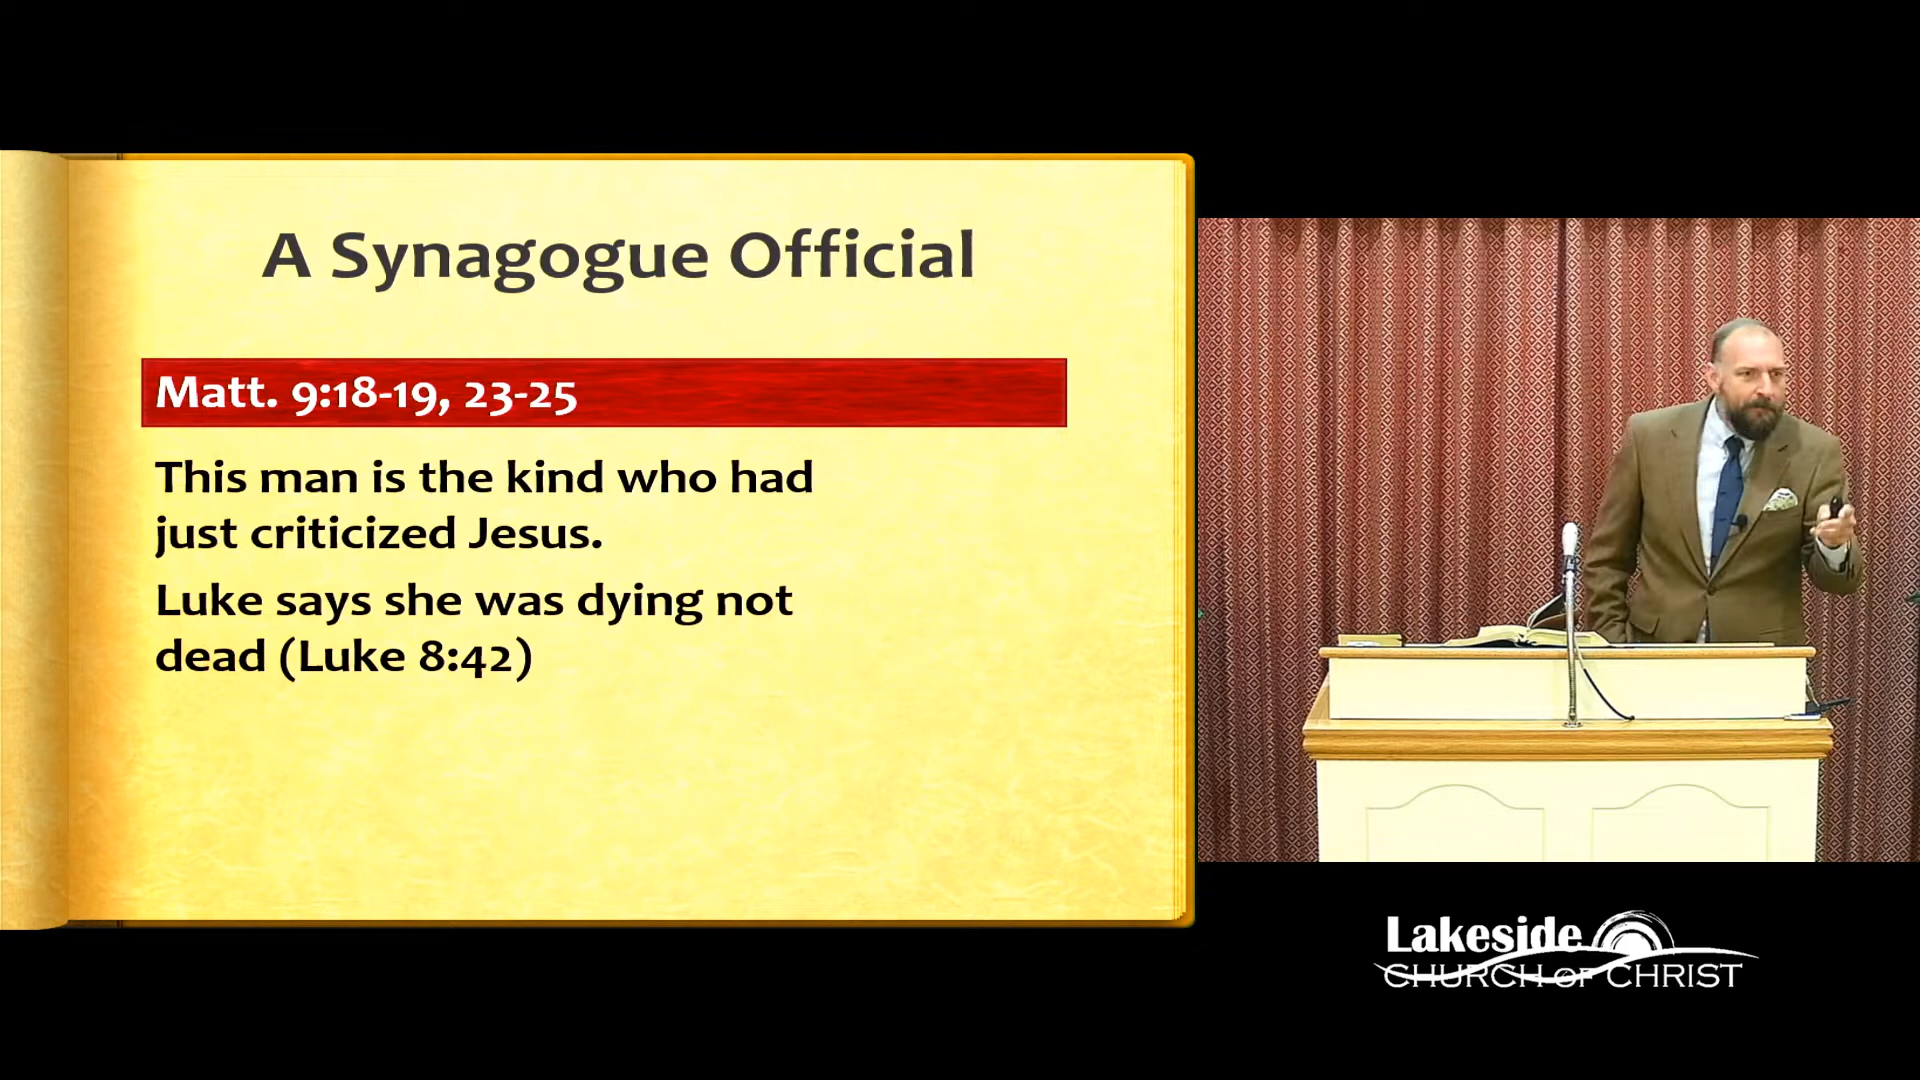 A Synagogue Official
Matt. 9:18-19, 23-25
This man is the kind who had
just criticized Jesus.
Luke says she was dying not
dead (Luke 8:42)
Lakeside
CHURCH OF CHRIST